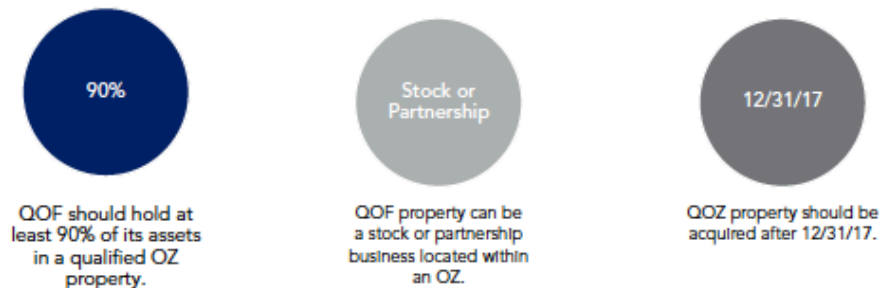 90%
QOF should hold at
least 90% of its assets
in a qualified OZ
property.
Stock or
Partnership
QOF property can be
a stock or partnership
business located within
an OZ.
12/31/17
QOZ property should be
acquired after 12/31/17.